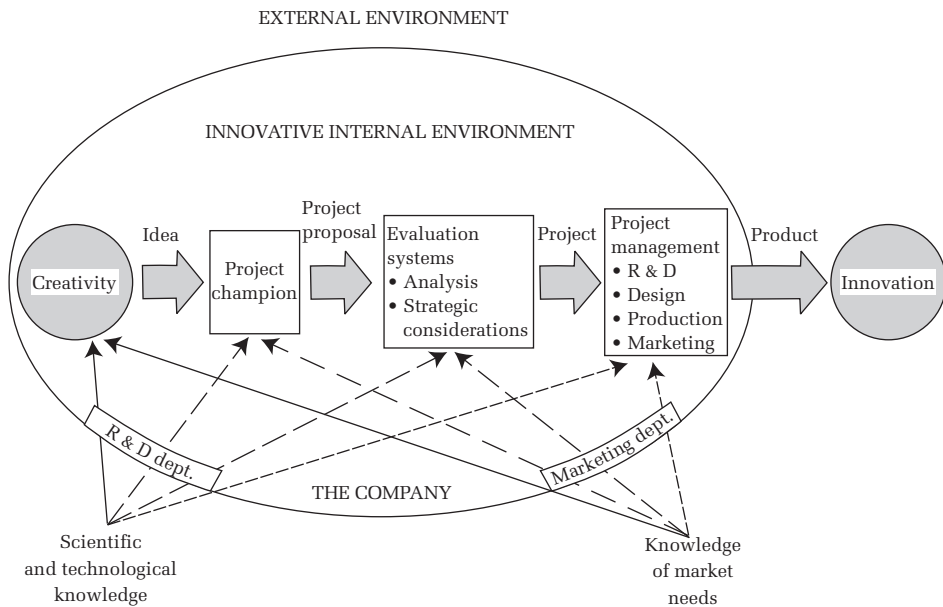 EXTERNAL ENVIRONMENT
INNOVATIVE INTERNAL ENVIRONMENT
Creativity
Idea
Project
champion
Project
proposal
Evaluation
systems
• Analysis
• Strategic
considerations
Project
Project
management
• R & D
• Design
• Production
• Marketing
Product
Innovation
R & D dept.
Marketing dept.
THE COMPANY
Scientific
and technological
knowledge
Knowledge
of market
needs